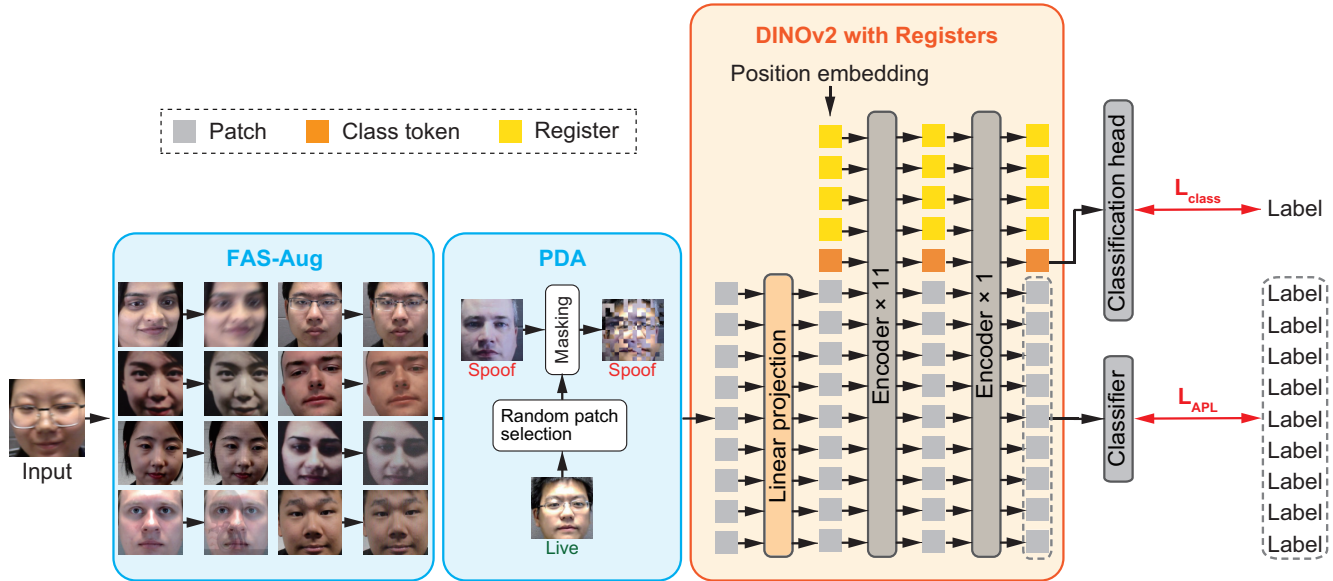 DINOv2 with Registers
Position embedding
Patch
Class token
Register
FAS-Aug
PDA
Input
Spoof
Masking
Spoof
Random patch
selection
Live
Linear projection
Encoder × 11
Encoder × 1
Classification head
L_class
Label
Classifier
L_APL
Label
Label
Label
Label
Label
Label
Label
Label
Label